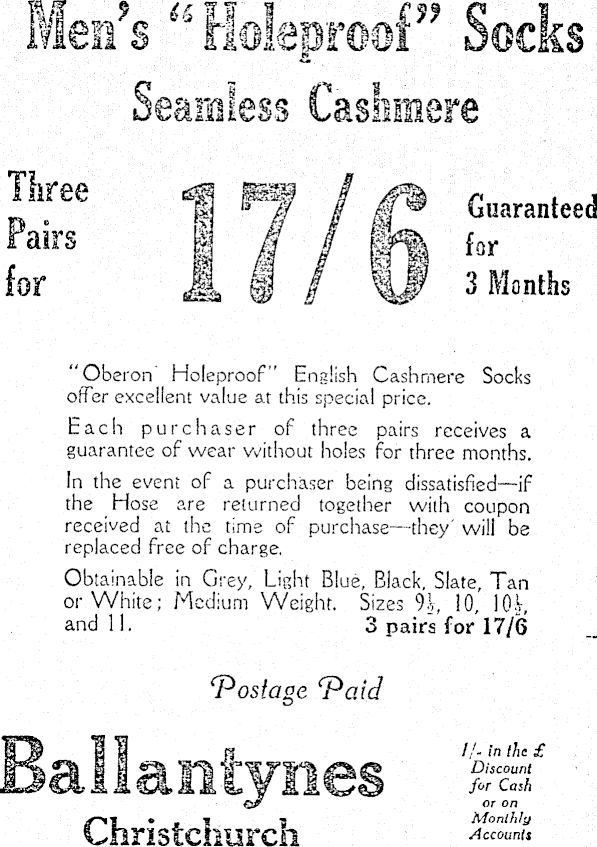 Men's "Holeproof" Socks
Seamless Cashmere
Three
Pairs
for
17/6
Guaranteed
for
3 Months
"Oberon Holeproof" English Cashmere Socks
offer excellent value at this special price.
Each purchaser of three pairs receives a
guarantee of wear without holes for three months.
In the event of a purchaser being dissatisfied—if
the Hose are returned together with coupon
received at the time of purchase—they will be
replaced free of charge.
Obtainable in Grey, Light Blue, Black, Slate, Tan
or White; Medium Weight. Sizes 9½, 10, 10½,
and 11. 3 pairs for 17/6
Postage Paid
Ballantynes
Christchurch
1/- in the £
Discount
for Cash
or on
Monthly
Accounts